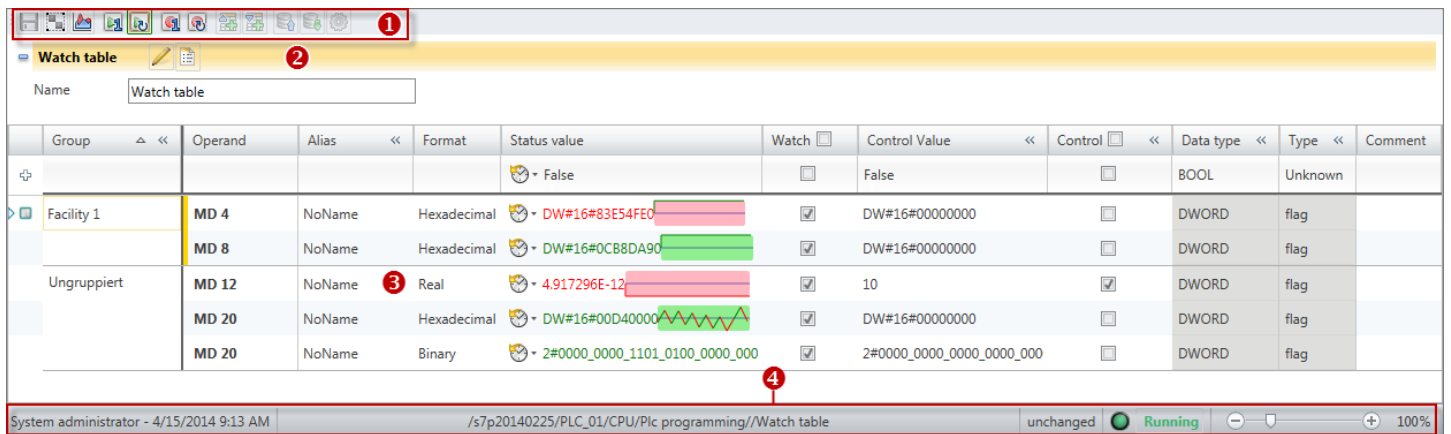 1
Watch table 2
Name Watch table
Group Operand Alias Format Status value Watch Control Value Control Data type Type Comment
False False BOOL Unknown
Facility 1 MD 4 NoName Hexadecimal DW#16#83E54FE0 DW#16#00000000 DWORD flag
MD 8 NoName Hexadecimal DW#16#0CB8DA90 DW#16#00000000 DWORD flag
Ungruppiert MD 12 NoName 3 Real 4.917296E-12 10 DWORD flag
MD 20 NoName Hexadecimal DW#16#00D40000 DW#16#00000000 DWORD flag
MD 20 NoName Binary 2#0000_0000_1101_0100_0000_000 2#0000_0000_0000_0000_000 DWORD flag
4
System administrator - 4/15/2014 9:13 AM /s7p20140225/PLC_01/CPU/Plc programming//Watch table unchanged Running 100%